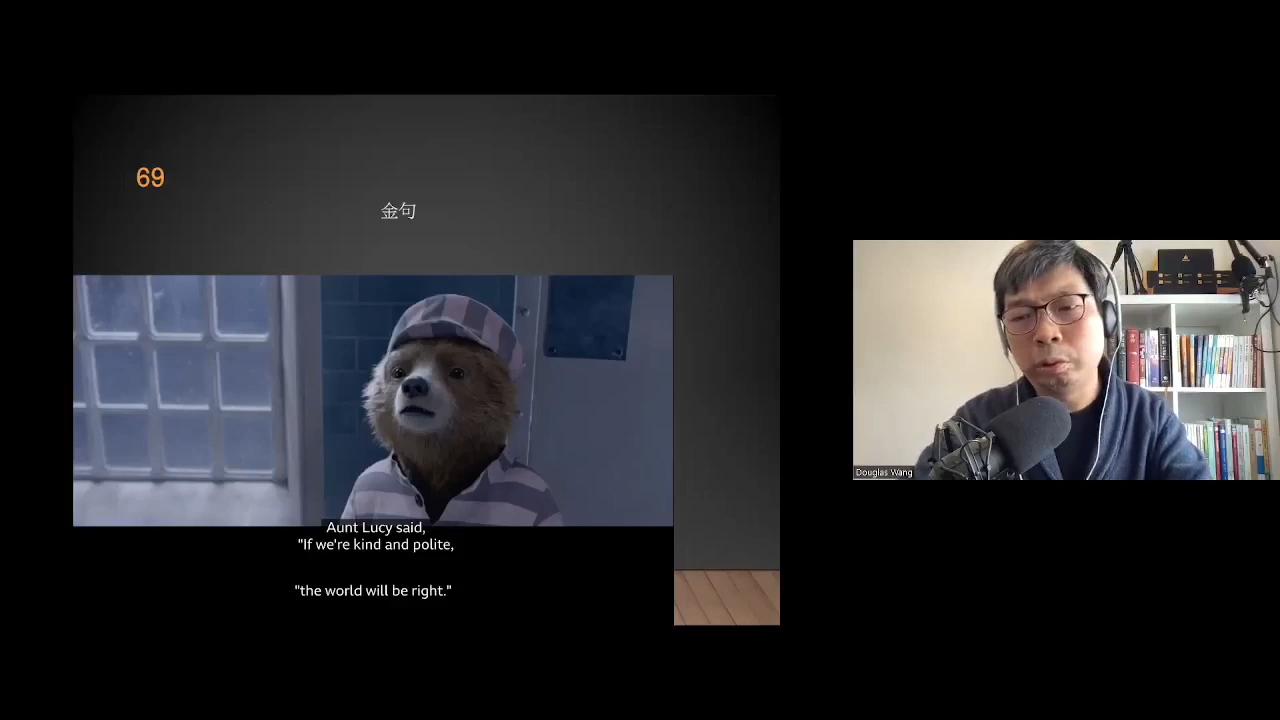 69
金句
Aunt Lucy said,
"If we're kind and polite,
"the world will be right."
Douglas Wang